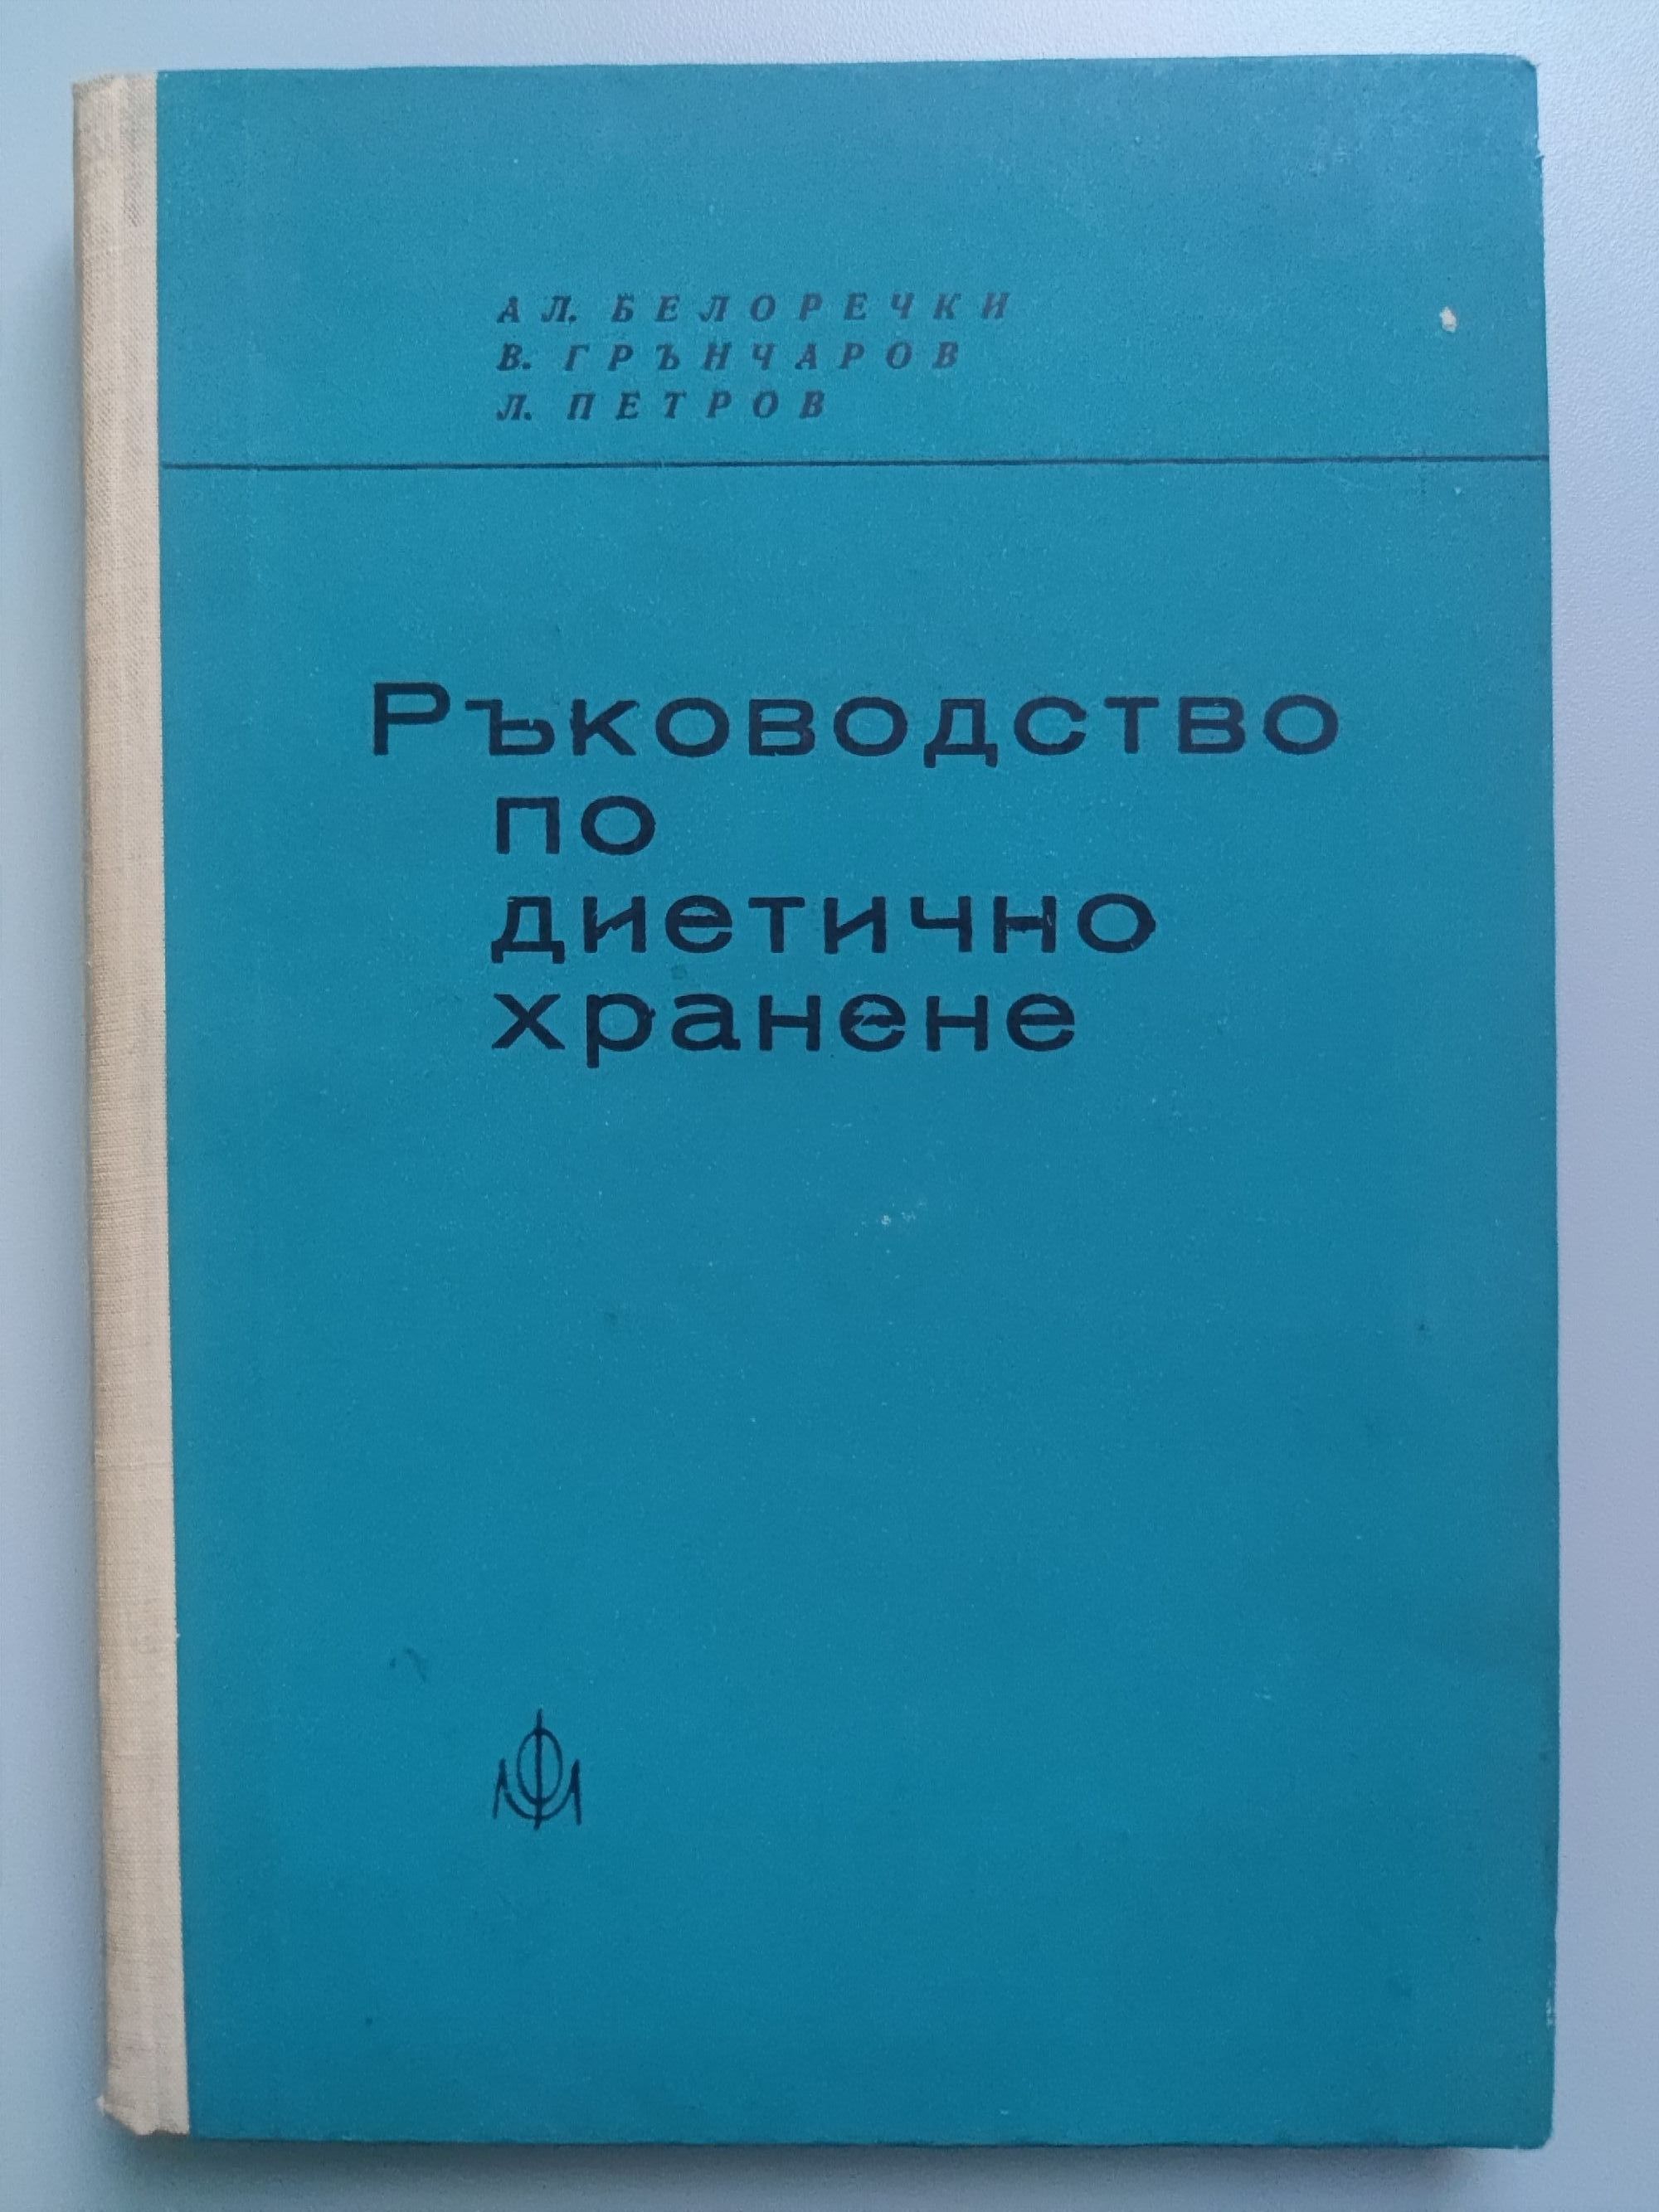 АЛ. БЕЛОРЕЧКИ
В. ГРЪНЧАРОВ
Л. ПЕТРОВ
Ръководство
по
диетично
хранене